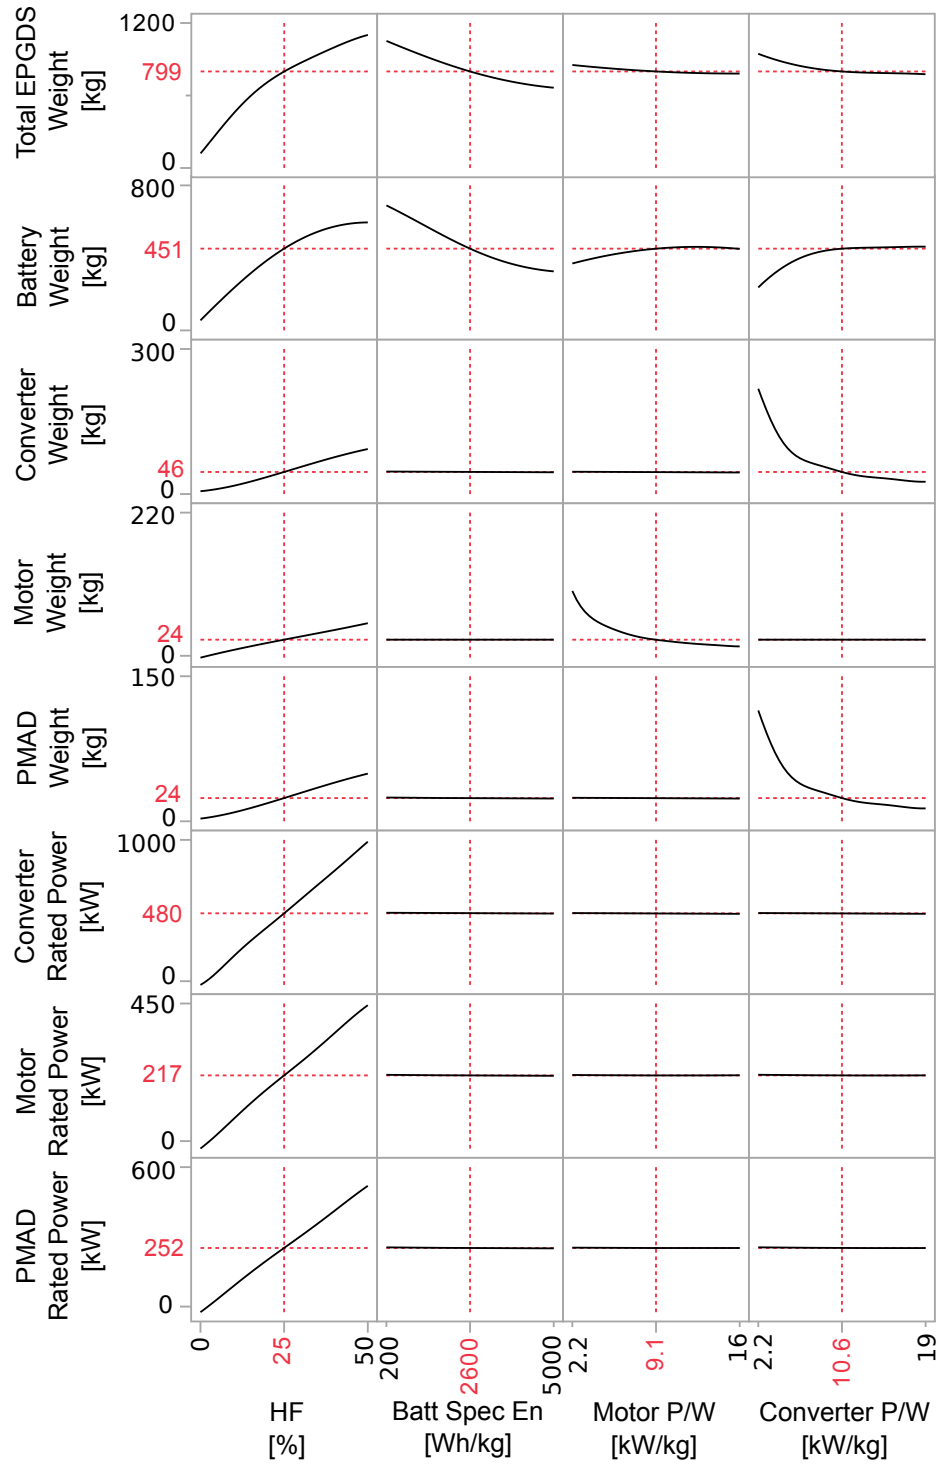 Total EPGDS
Weight
[kg]
1200
799
0
Battery
Weight
[kg]
800
451
0
Converter
Weight
[kg]
300
46
0
Motor
Weight
[kg]
220
24
0
PMAD
Weight
[kg]
150
24
0
Converter
Rated Power
[kW]
1000
480
0
Motor
Rated Power
[kW]
450
217
0
PMAD
Rated Power
[kW]
600
252
0
0 25 50 200 2600 5000 2.2 9.1 16 2.2 10.6 19
HF Batt Spec En Motor P/W Converter P/W
[%] [Wh/kg] [kW/kg] [kW/kg]